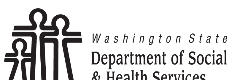 Washington State
Department of Social
& Health Services